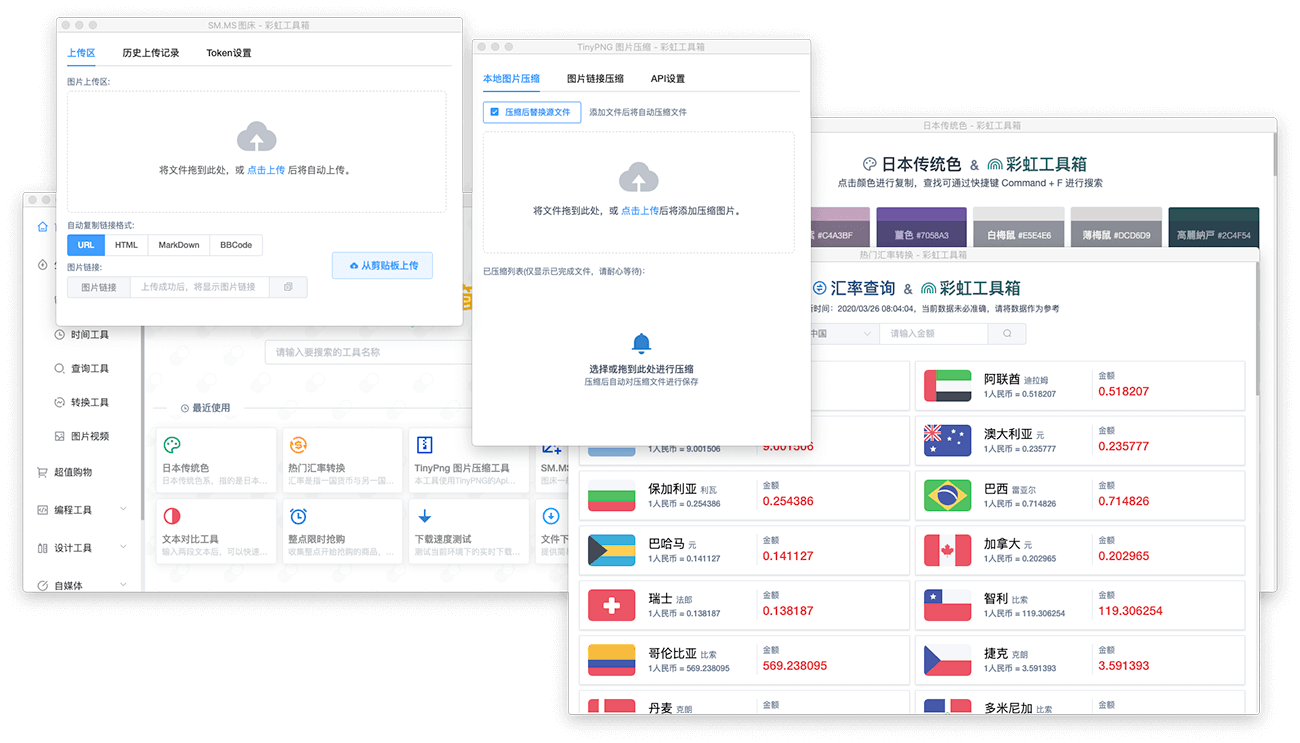 SM.MS图床 - 彩虹工具箱
上传区 历史上传记录 Token设置
图片上传区:
将文件拖到此处，或 点击上传 后将自动上传。
自动复制链接格式:
URL HTML MarkDown BBCode
图片链接:
图片链接 上传成功后，将显示图片链接
从剪贴板上传
TinyPNG 图片压缩 - 彩虹工具箱
本地图片压缩 图片链接压缩 API设置
压缩后替换源文件 添加文件后将自动压缩文件
将文件拖到此处，或 点击上传后将添加压缩图片。
已压缩列表(仅显示已完成文件，请耐心等待):
选择或拖到此处进行压缩
压缩后自动对压缩文件进行保存
日本传统色 - 彩虹工具箱
日本传统色 & 彩虹工具箱
点击颜色进行复制，查找可通过快捷键 Command + F 进行搜索
#C4A3BF
菫色 #7058A3
白梅鼠 #E5E4E6
薄梅鼠 #DCD6D9
高麗納戸 #2C4F54
热门汇率转换 - 彩虹工具箱
汇率查询 & 彩虹工具箱
时间：2020/03/26 08:04:04，当前数据未必准确，请将数据作为参考
中国 请输入金额
阿联酋 迪拉姆
1人民币 = 0.518207
金额
0.518207
1人民币 = 9.001506
9.001506
澳大利亚 元
1人民币 = 0.235777
金额
0.235777
保加利亚 利瓦
1人民币 = 0.254386
金额
0.254386
巴西 雷亚尔
1人民币 = 0.714826
金额
0.714826
巴哈马 元
1人民币 = 0.141127
金额
0.141127
加拿大 元
1人民币 = 0.202965
金额
0.202965
瑞士 法郎
1人民币 = 0.138187
金额
0.138187
智利 比索
1人民币 = 119.306254
金额
119.306254
哥伦比亚 比索
1人民币 = 569.238095
金额
569.238095
捷克 克朗
1人民币 = 3.591393
金额
3.591393
丹麦 克朗
金额
多米尼加 比索
金额
时间工具
查询工具
转换工具
图片视频
超值购物
编程工具
设计工具
自媒体
请输入要搜索的工具名称
最近使用
日本传统色
日本传统色系，指的是日本...
热门汇率转换
汇率是指一国货币与另一国...
TinyPng 图片压缩工具
本工具使用TinyPNG的Api...
SM.MS
图床一
文本对比工具
输入两段文本后，可以快速...
整点限时抢购
收集整点开始抢购的商品，...
下载速度测试
测试当前环境下的实时下载...
文件下
提供简